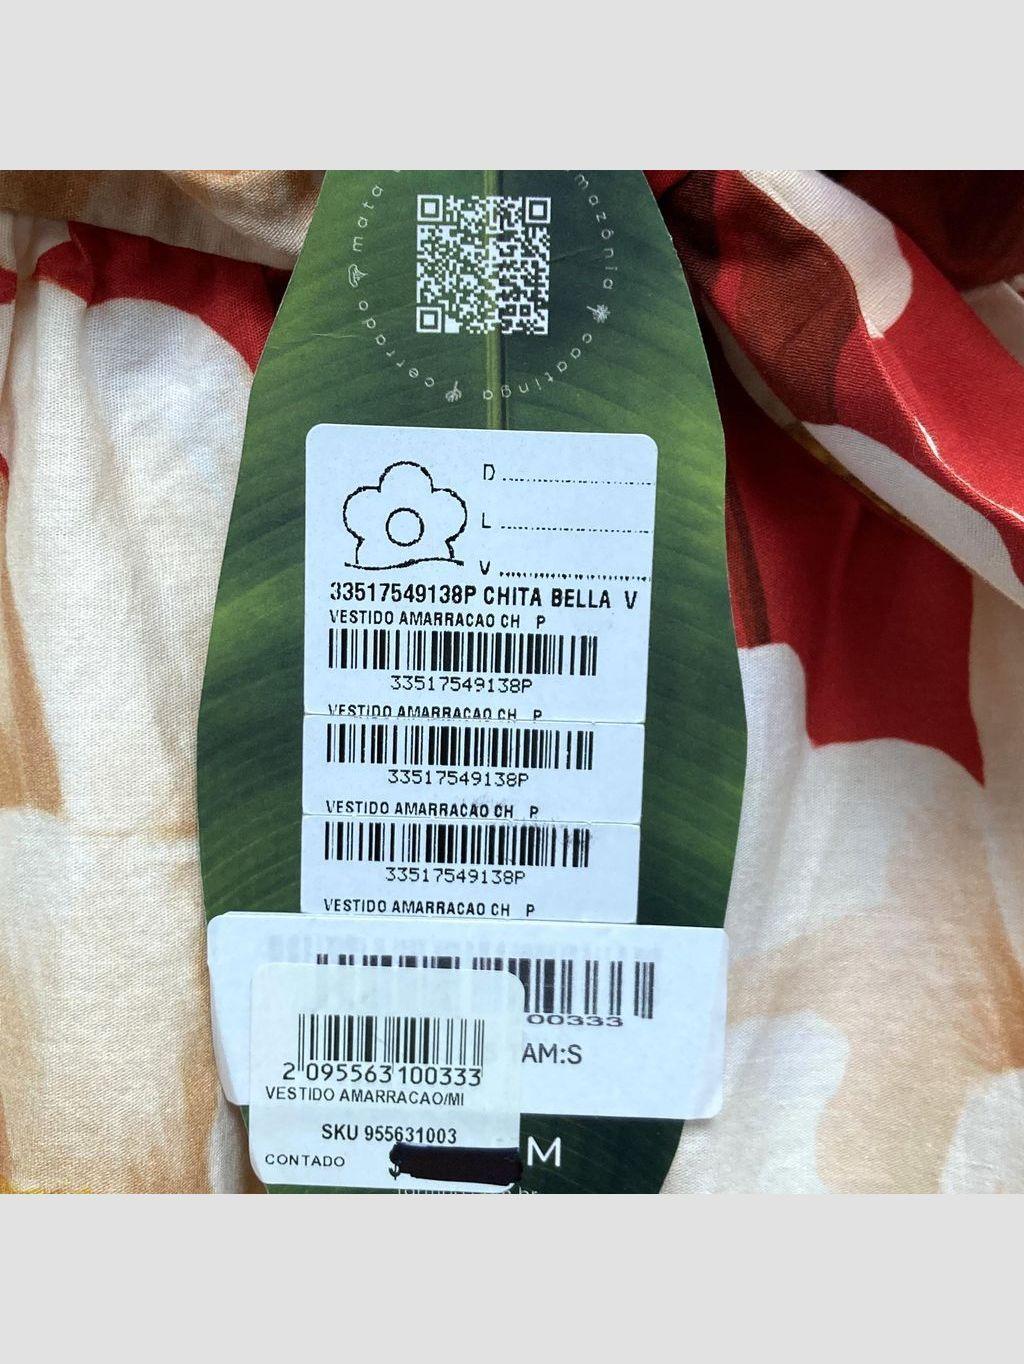 mata
amazônia
cerrado
caatinga
D
L
V
33517549138P CHITA BELLA V
VESTIDO AMARRACAO CH P
33517549138P
VESTIDO AMARRACAO CH P
33517549138P
VESTIDO AMARRACAO CH P
33517549138P
VESTIDO AMARRACAO CH P
00333
TAM:S
2 095563 100333
VESTIDO AMARRACAO/MI
SKU 955631003
CONTADO $
M